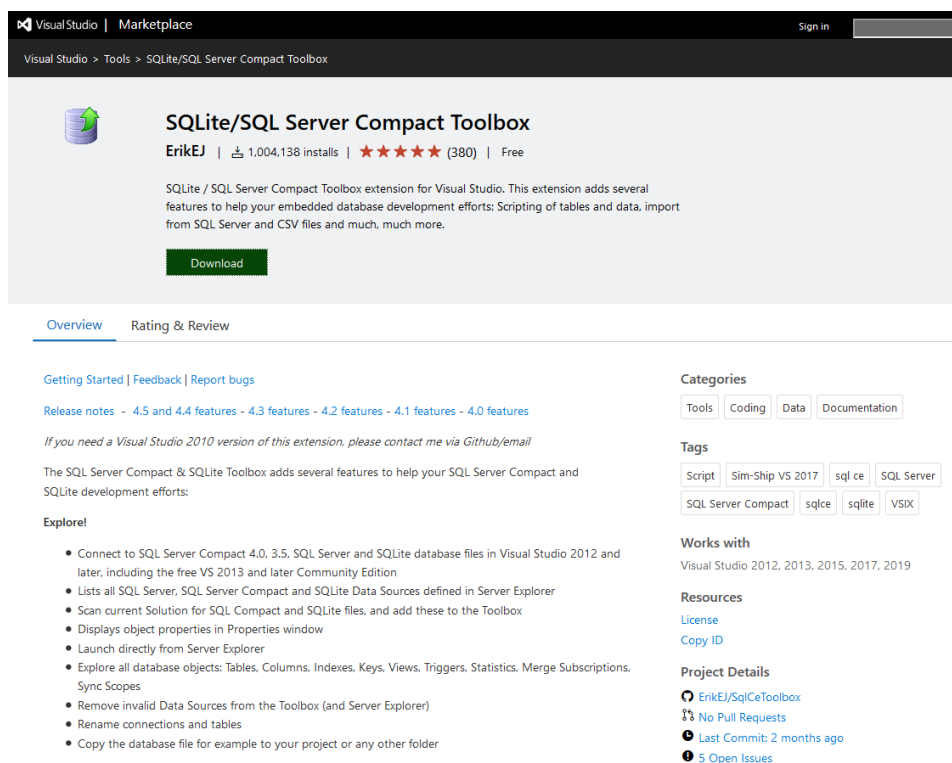 Visual Studio | Marketplace
Sign in
Visual Studio > Tools > SQLite/SQL Server Compact Toolbox
SQLite/SQL Server Compact Toolbox
ErikEJ | 1,004,138 installs | (380) | Free
SQLite / SQL Server Compact Toolbox extension for Visual Studio. This extension adds several
features to help your embedded database development efforts: Scripting of tables and data, import
from SQL Server and CSV files and much, much more.
Download
Overview Rating & Review
Getting Started | Feedback | Report bugs
Release notes - 4.5 and 4.4 features - 4.3 features - 4.2 features - 4.1 features - 4.0 features
If you need a Visual Studio 2010 version of this extension, please contact me via Github/email
The SQL Server Compact & SQLite Toolbox adds several features to help your SQL Server Compact and
SQLite development efforts:
Explore!
• Connect to SQL Server Compact 4.0, 3.5, SQL Server and SQLite database files in Visual Studio 2012 and
later, including the free VS 2013 and later Community Edition
• Lists all SQL Server, SQL Server Compact and SQLite Data Sources defined in Server Explorer
• Scan current Solution for SQL Compact and SQLite files, and add these to the Toolbox
• Displays object properties in Properties window
• Launch directly from Server Explorer
• Explore all database objects: Tables, Columns, Indexes, Keys, Views, Triggers, Statistics, Merge Subscriptions,
Sync Scopes
• Remove invalid Data Sources from the Toolbox (and Server Explorer)
• Rename connections and tables
• Copy the database file for example to your project or any other folder
Categories
Tools Coding Data Documentation
Tags
Script Sim-Ship VS 2017 sql ce SQL Server
SQL Server Compact sqlce sqlite VSIX
Works with
Visual Studio 2012, 2013, 2015, 2017, 2019
Resources
License
Copy ID
Project Details
ErikEJ/SqlCeToolbox
No Pull Requests
Last Commit: 2 months ago
5 Open Issues